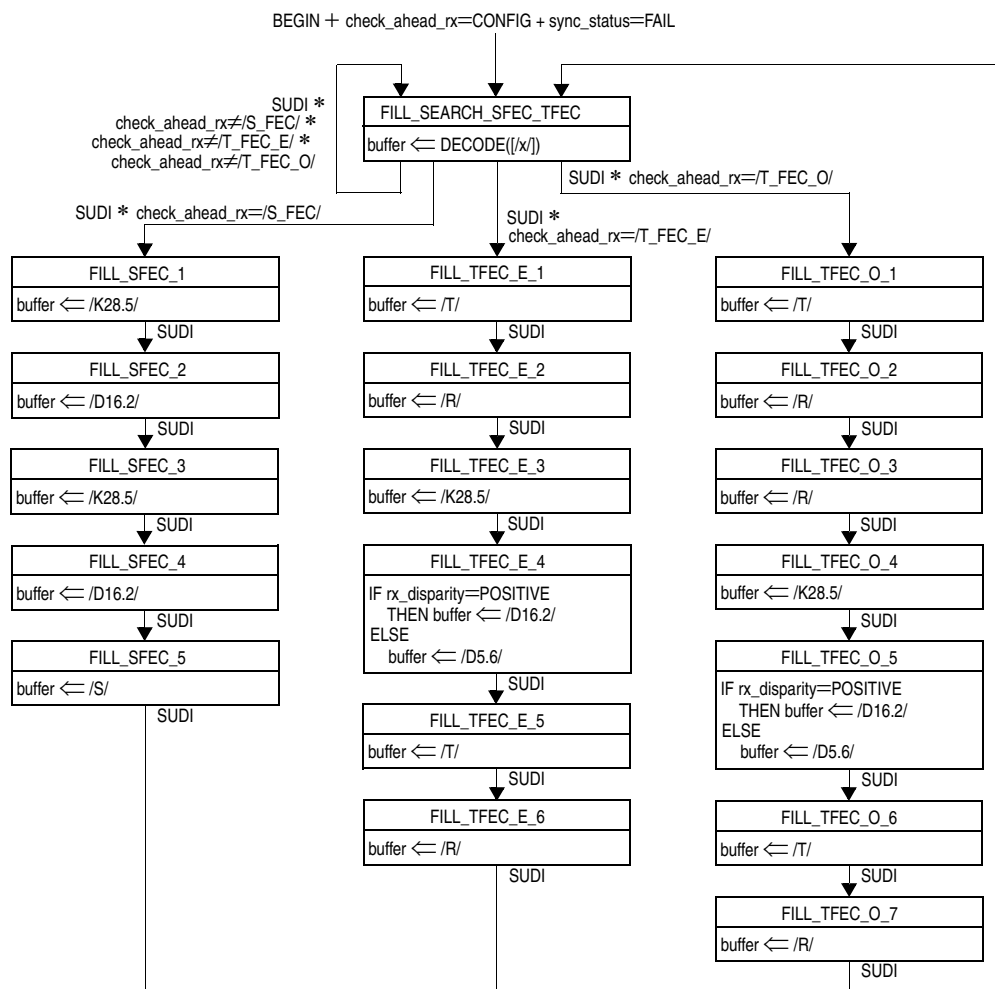 BEGIN + check_ahead_rx=CONFIG + sync_status=FAIL
SUDI *
check_ahead_rx≠/S_FEC/ *
check_ahead_rx≠/T_FEC_E/ *
check_ahead_rx≠/T_FEC_O/
FILL_SEARCH_SFEC_TFEC
buffer ⇐ DECODE([/x/])
SUDI * check_ahead_rx=/S_FEC/
SUDI *
check_ahead_rx=/T_FEC_E/
SUDI * check_ahead_rx=/T_FEC_O/
FILL_SFEC_1
buffer ⇐ /K28.5/
SUDI
FILL_SFEC_2
buffer ⇐ /D16.2/
SUDI
FILL_SFEC_3
buffer ⇐ /K28.5/
SUDI
FILL_SFEC_4
buffer ⇐ /D16.2/
SUDI
FILL_SFEC_5
buffer ⇐ /S/
SUDI
FILL_TFEC_E_1
buffer ⇐ /T/
SUDI
FILL_TFEC_E_2
buffer ⇐ /R/
SUDI
FILL_TFEC_E_3
buffer ⇐ /K28.5/
SUDI
FILL_TFEC_E_4
IF rx_disparity=POSITIVE
THEN buffer ⇐ /D16.2/
ELSE
buffer ⇐ /D5.6/
SUDI
FILL_TFEC_E_5
buffer ⇐ /T/
SUDI
FILL_TFEC_E_6
buffer ⇐ /R/
SUDI
FILL_TFEC_O_1
buffer ⇐ /T/
SUDI
FILL_TFEC_O_2
buffer ⇐ /R/
SUDI
FILL_TFEC_O_3
buffer ⇐ /R/
SUDI
FILL_TFEC_O_4
buffer ⇐ /K28.5/
SUDI
FILL_TFEC_O_5
IF rx_disparity=POSITIVE
THEN buffer ⇐ /D16.2/
ELSE
buffer ⇐ /D5.6/
SUDI
FILL_TFEC_O_6
buffer ⇐ /T/
SUDI
FILL_TFEC_O_7
buffer ⇐ /R/
SUDI